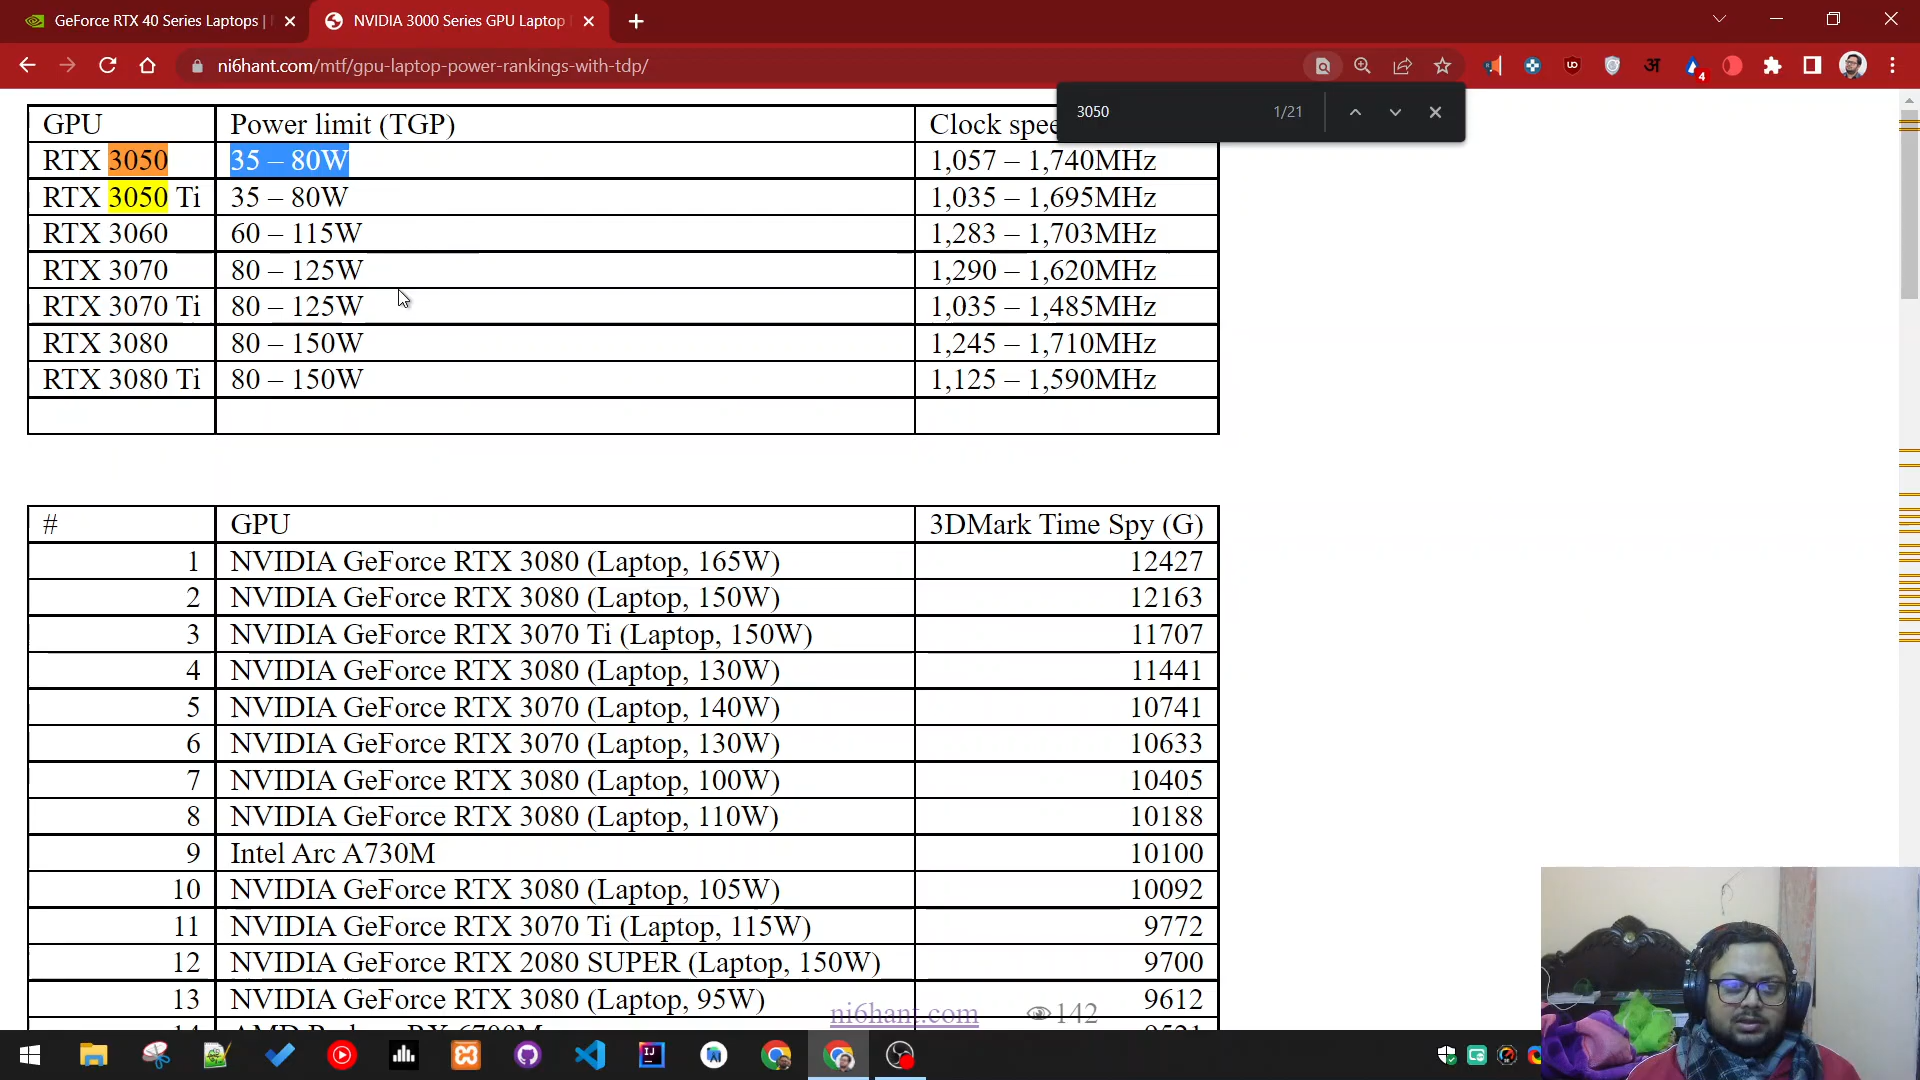 GeForce RTX 40 Series Laptops |
NVIDIA 3000 Series GPU Laptop
ni6hant.com/mtf/gpu-laptop-power-rankings-with-tdp/
अ
4
3050 1/21
GPU Power limit (TGP) Clock spee
RTX 3050 35 – 80W 1,057 – 1,740MHz
RTX 3050 Ti 35 – 80W 1,035 – 1,695MHz
RTX 3060 60 – 115W 1,283 – 1,703MHz
RTX 3070 80 – 125W 1,290 – 1,620MHz
RTX 3070 Ti 80 – 125W 1,035 – 1,485MHz
RTX 3080 80 – 150W 1,245 – 1,710MHz
RTX 3080 Ti 80 – 150W 1,125 – 1,590MHz
# GPU 3DMark Time Spy (G)
1 NVIDIA GeForce RTX 3080 (Laptop, 165W) 12427
2 NVIDIA GeForce RTX 3080 (Laptop, 150W) 12163
3 NVIDIA GeForce RTX 3070 Ti (Laptop, 150W) 11707
4 NVIDIA GeForce RTX 3080 (Laptop, 130W) 11441
5 NVIDIA GeForce RTX 3070 (Laptop, 140W) 10741
6 NVIDIA GeForce RTX 3070 (Laptop, 130W) 10633
7 NVIDIA GeForce RTX 3080 (Laptop, 100W) 10405
8 NVIDIA GeForce RTX 3080 (Laptop, 110W) 10188
9 Intel Arc A730M 10100
10 NVIDIA GeForce RTX 3080 (Laptop, 105W) 10092
11 NVIDIA GeForce RTX 3070 Ti (Laptop, 115W) 9772
12 NVIDIA GeForce RTX 2080 SUPER (Laptop, 150W) 9700
13 NVIDIA GeForce RTX 3080 (Laptop, 95W) 9612
ni6hant.com 142